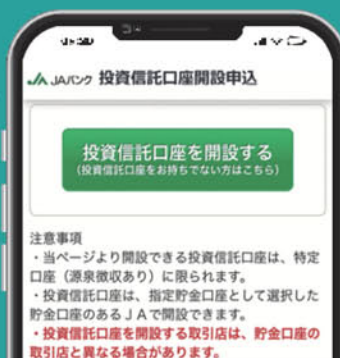 JAバンク 投資信託口座開設申込
投資信託口座を開設する
(投資信託口座をお持ちでない方はこちら)
注意事項
・当ページより開設できる投資信託口座は、特定
口座（源泉徴収あり）に限られます。
・投資信託口座は、指定貯金口座として選択した
貯金口座のあるＪＡで開設できます。
・投資信託口座を開設する取引店は、貯金口座の
取引店と異なる場合があります。